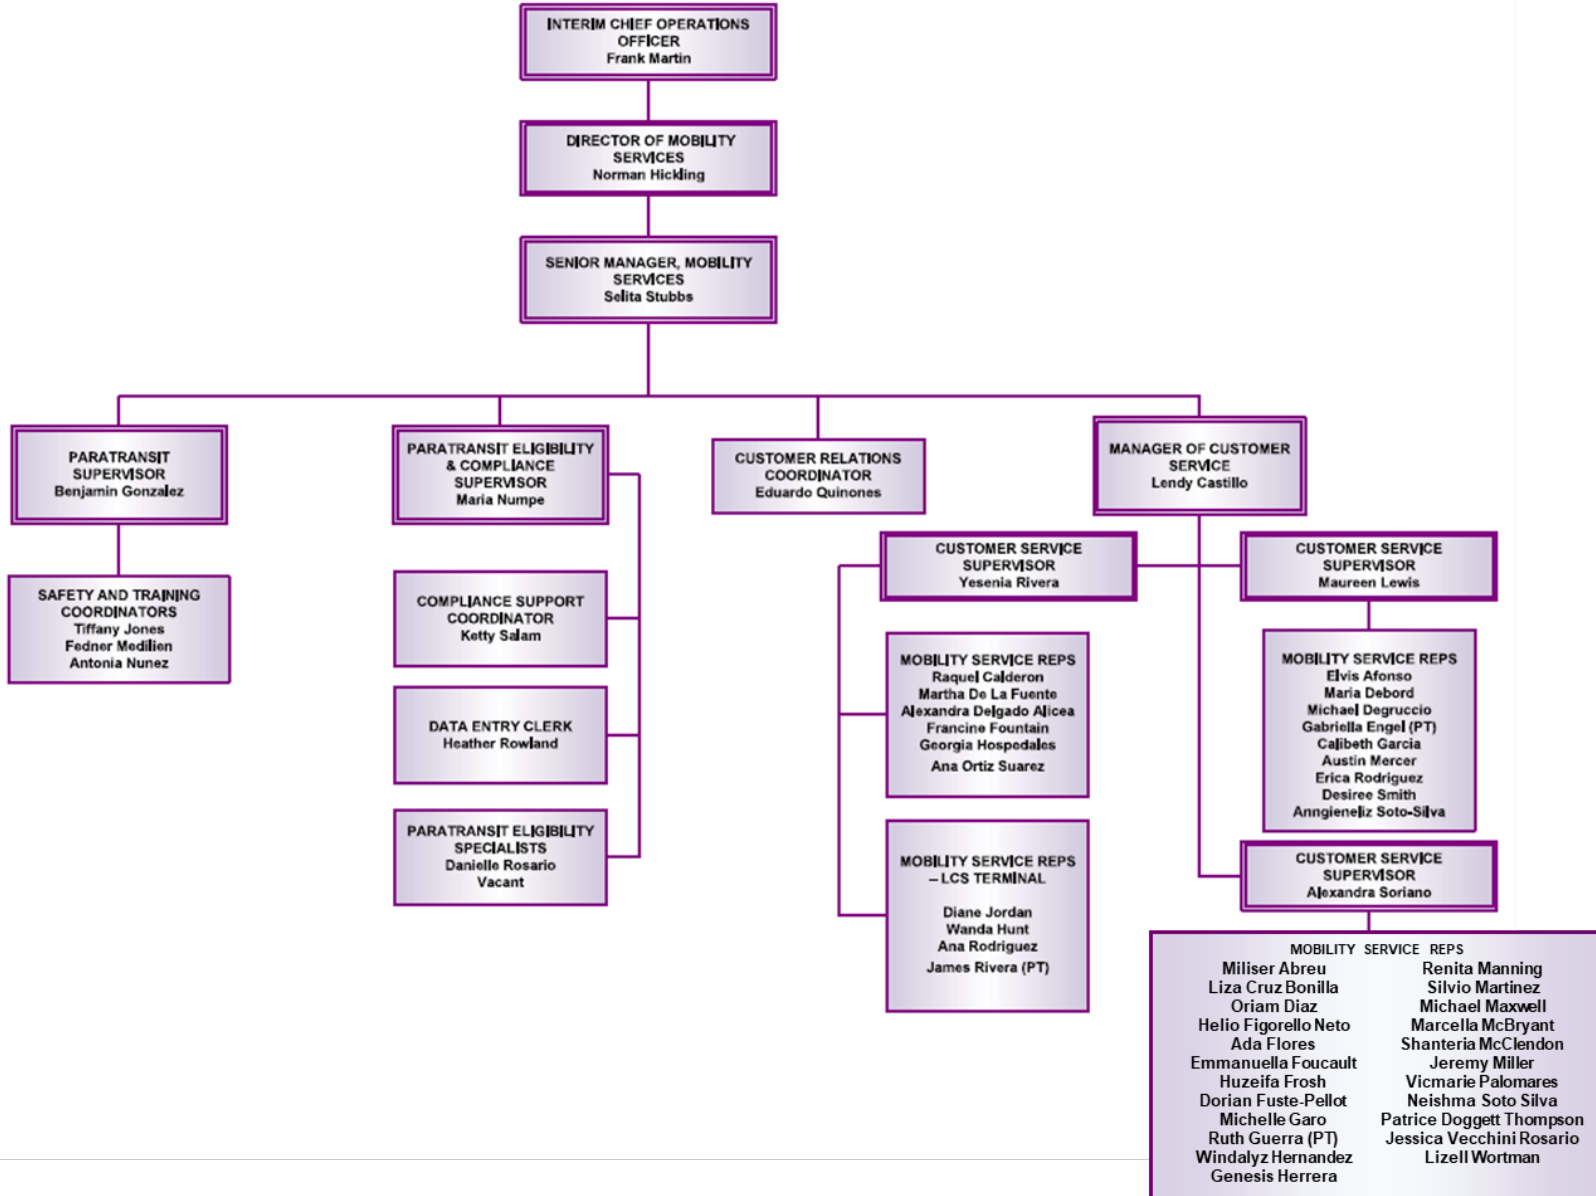 INTERIM CHIEF OPERATIONS
OFFICER
Frank Martin
DIRECTOR OF MOBILITY
SERVICES
Norman Hickling
SENIOR MANAGER, MOBILITY
SERVICES
Selita Stubbs
PARATRANSIT
SUPERVISOR
Benjamin Gonzalez
SAFETY AND TRAINING
COORDINATORS
Tiffany Jones
Fedner Medilien
Antonia Nunez
PARATRANSIT ELIGIBILITY
& COMPLIANCE
SUPERVISOR
Maria Numpe
COMPLIANCE SUPPORT
COORDINATOR
Ketty Salam
DATA ENTRY CLERK
Heather Rowland
PARATRANSIT ELIGIBILITY
SPECIALISTS
Danielle Rosario
Vacant
CUSTOMER RELATIONS
COORDINATOR
Eduardo Quinones
MANAGER OF CUSTOMER
SERVICE
Lendy Castillo
CUSTOMER SERVICE
SUPERVISOR
Yesenia Rivera
MOBILITY SERVICE REPS
Raquel Calderon
Martha De La Fuente
Alexandra Delgado Alicea
Francine Fountain
Georgia Hospedales
Ana Ortiz Suarez
MOBILITY SERVICE REPS
– LCS TERMINAL
Diane Jordan
Wanda Hunt
Ana Rodriguez
James Rivera (PT)
CUSTOMER SERVICE
SUPERVISOR
Maureen Lewis
MOBILITY SERVICE REPS
Elvis Afonso
Maria Debord
Michael Degruccio
Gabriella Engel (PT)
Calibeth Garcia
Austin Mercer
Erica Rodriguez
Desiree Smith
Anngieneliz Soto-Silva
CUSTOMER SERVICE
SUPERVISOR
Alexandra Soriano
MOBILITY SERVICE REPS
Miliser Abreu
Liza Cruz Bonilla
Oriam Diaz
Helio Figorello Neto
Ada Flores
Emmanuella Foucault
Huzeifa Frosh
Dorian Fuste-Pellot
Michelle Garo
Ruth Guerra (PT)
Windalyz Hernandez
Genesis Herrera
Renita Manning
Silvio Martinez
Michael Maxwell
Marcella McBryant
Shanteria McClendon
Jeremy Miller
Vicmarie Palomares
Neishma Soto Silva
Patrice Doggett Thompson
Jessica Vecchini Rosario
Lizell Wortman